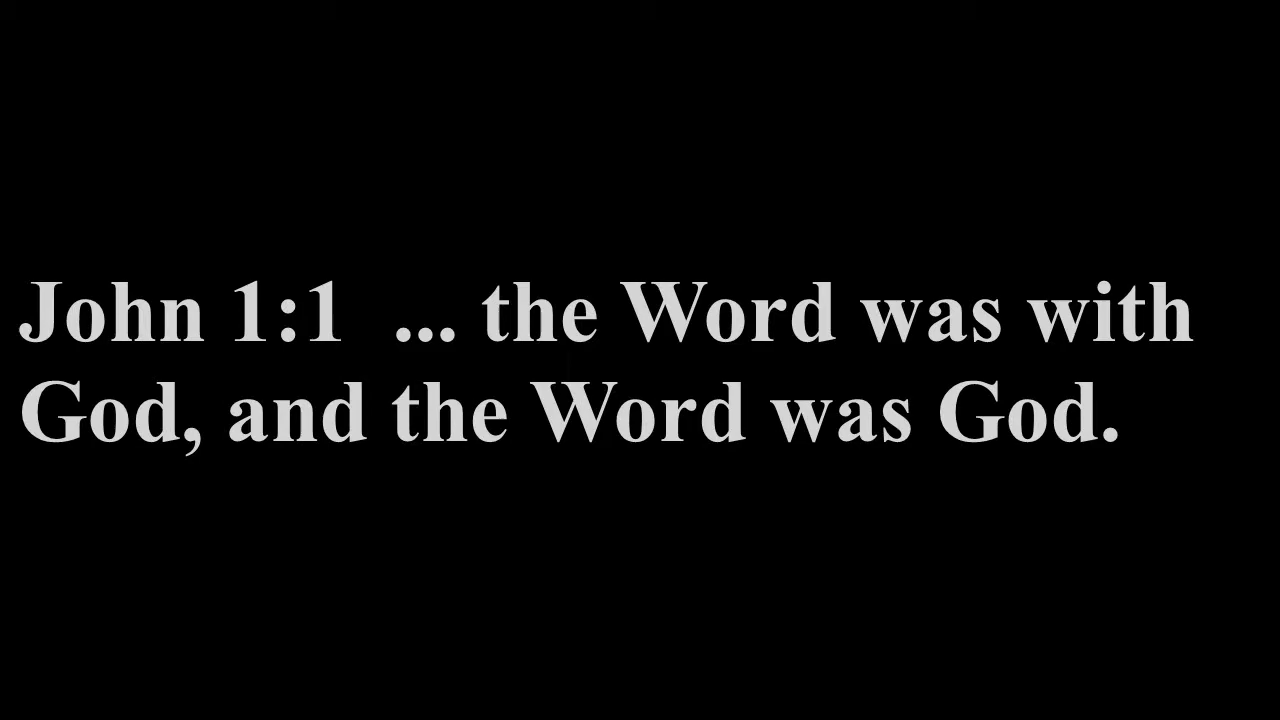 John 1:1  ... the Word was with
God, and the Word was God.